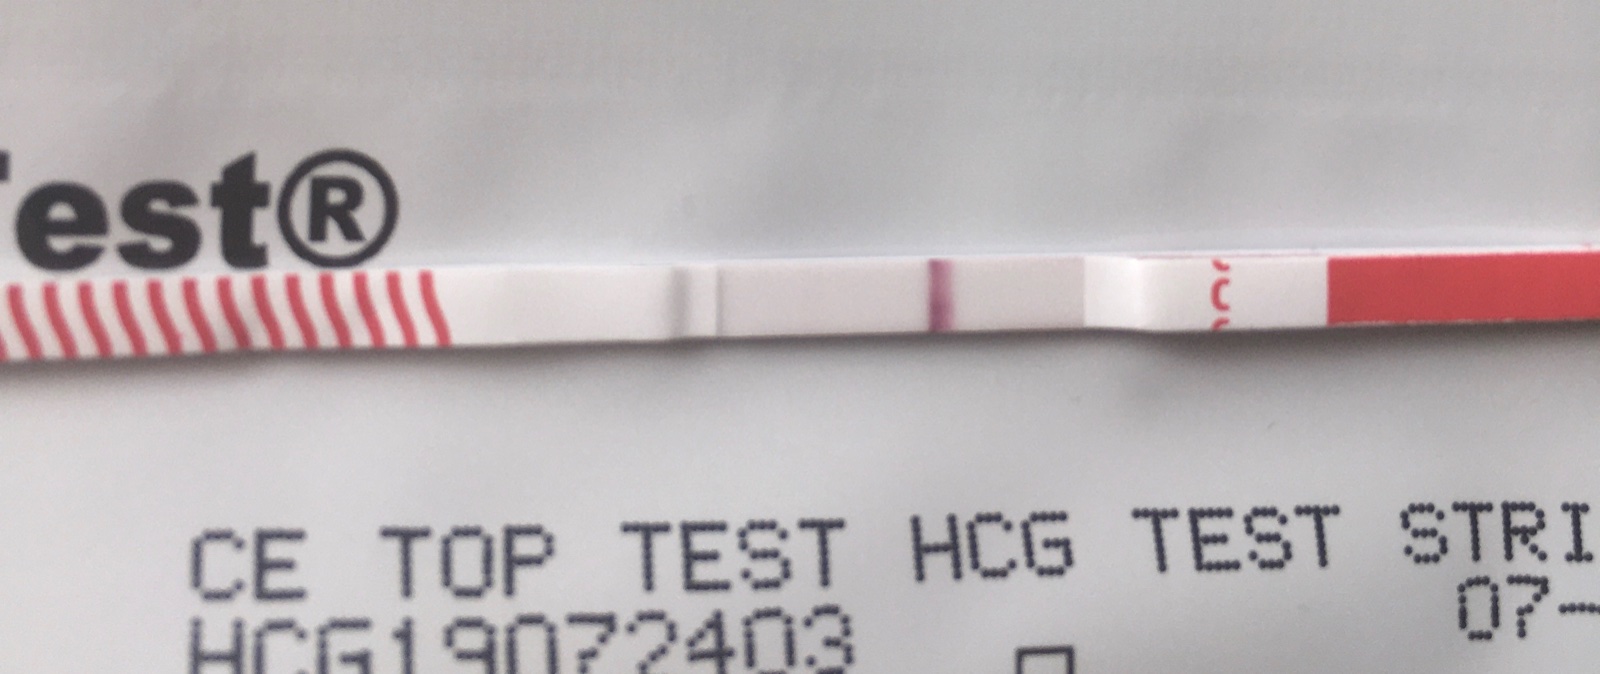 est®
CE TOP TEST HCG TEST STRI
07-
HCG19072403